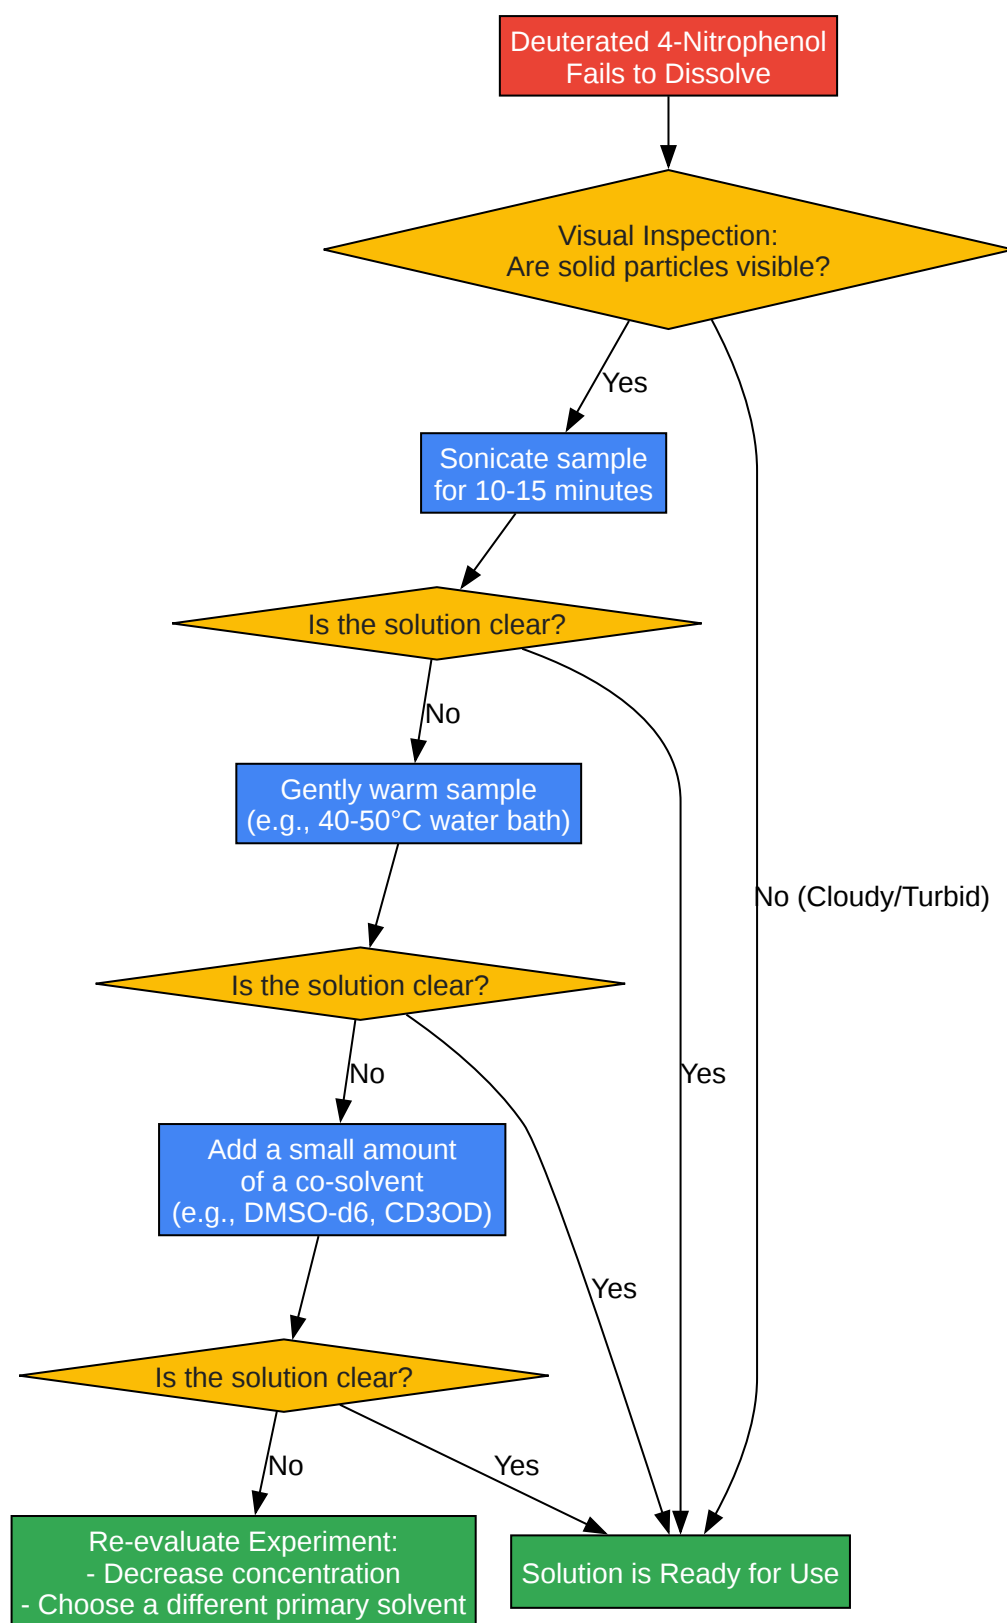 Deuterated 4-Nitrophenol
Fails to Dissolve
Visual Inspection:
Are solid particles visible?
Yes
Sonicate sample
for 10-15 minutes
Is the solution clear?
No
Gently warm sample
(e.g., 40-50°C water bath)
No (Cloudy/Turbid)
Is the solution clear?
No
Yes
Add a small amount
of a co-solvent
(e.g., DMSO-d6, CD3OD)
Yes
Is the solution clear?
No
Yes
Re-evaluate Experiment:
- Decrease concentration
- Choose a different primary solvent
Solution is Ready for Use